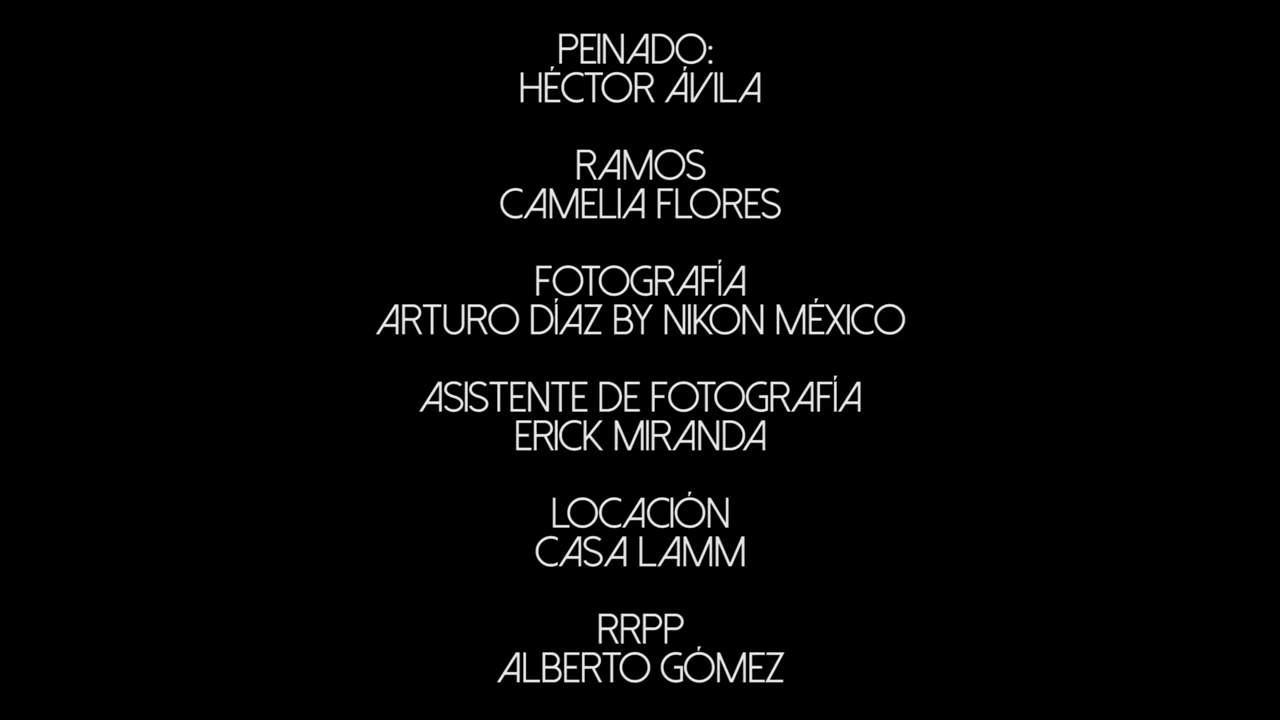 PEINADO:
HÉCTOR ÁVILA
RAMOS
CAMELIA FLORES
FOTOGRAFÍA
ARTURO DÍAZ BY NIKON MÉXICO
ASISTENTE DE FOTOGRAFÍA
ERICK MIRANDA
LOCACIÓN
CASA LAMM
RRPP
ALBERTO GÓMEZ